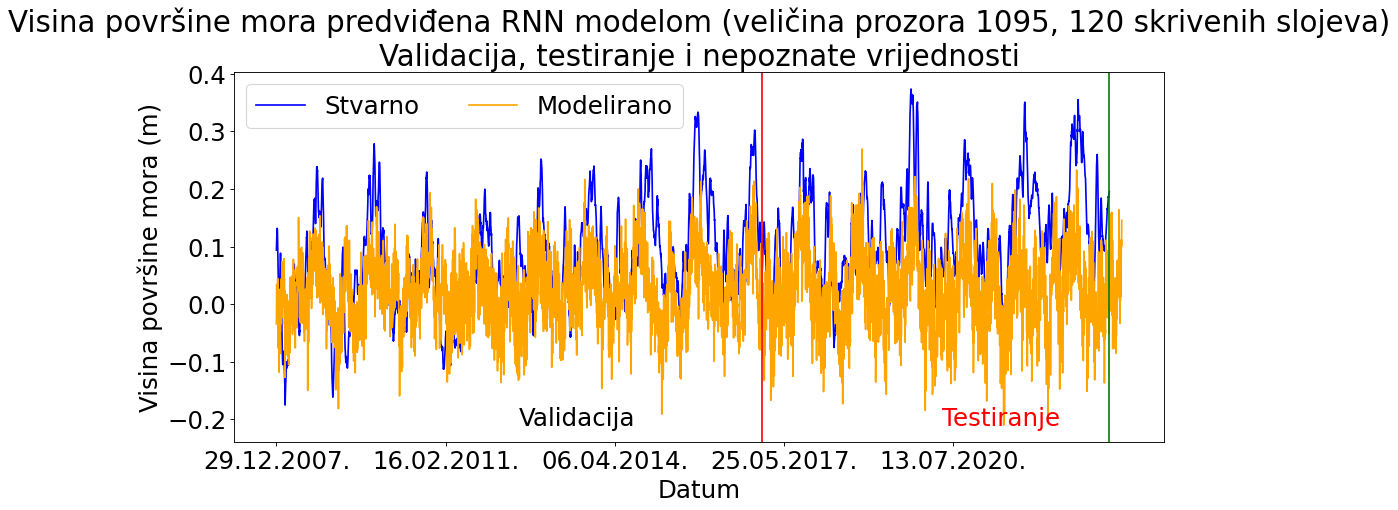 Visina površine mora predviđena RNN modelom (veličina prozora 1095, 120 skrivenih slojeva)
Validacija, testiranje i nepoznate vrijednosti
Stvarno
Modelirano
Visina površine mora (m)
0.4
0.3
0.2
0.1
0.0
−0.1
−0.2
Validacija
Testiranje
29.12.2007.
16.02.2011.
06.04.2014.
25.05.2017.
13.07.2020.
Datum